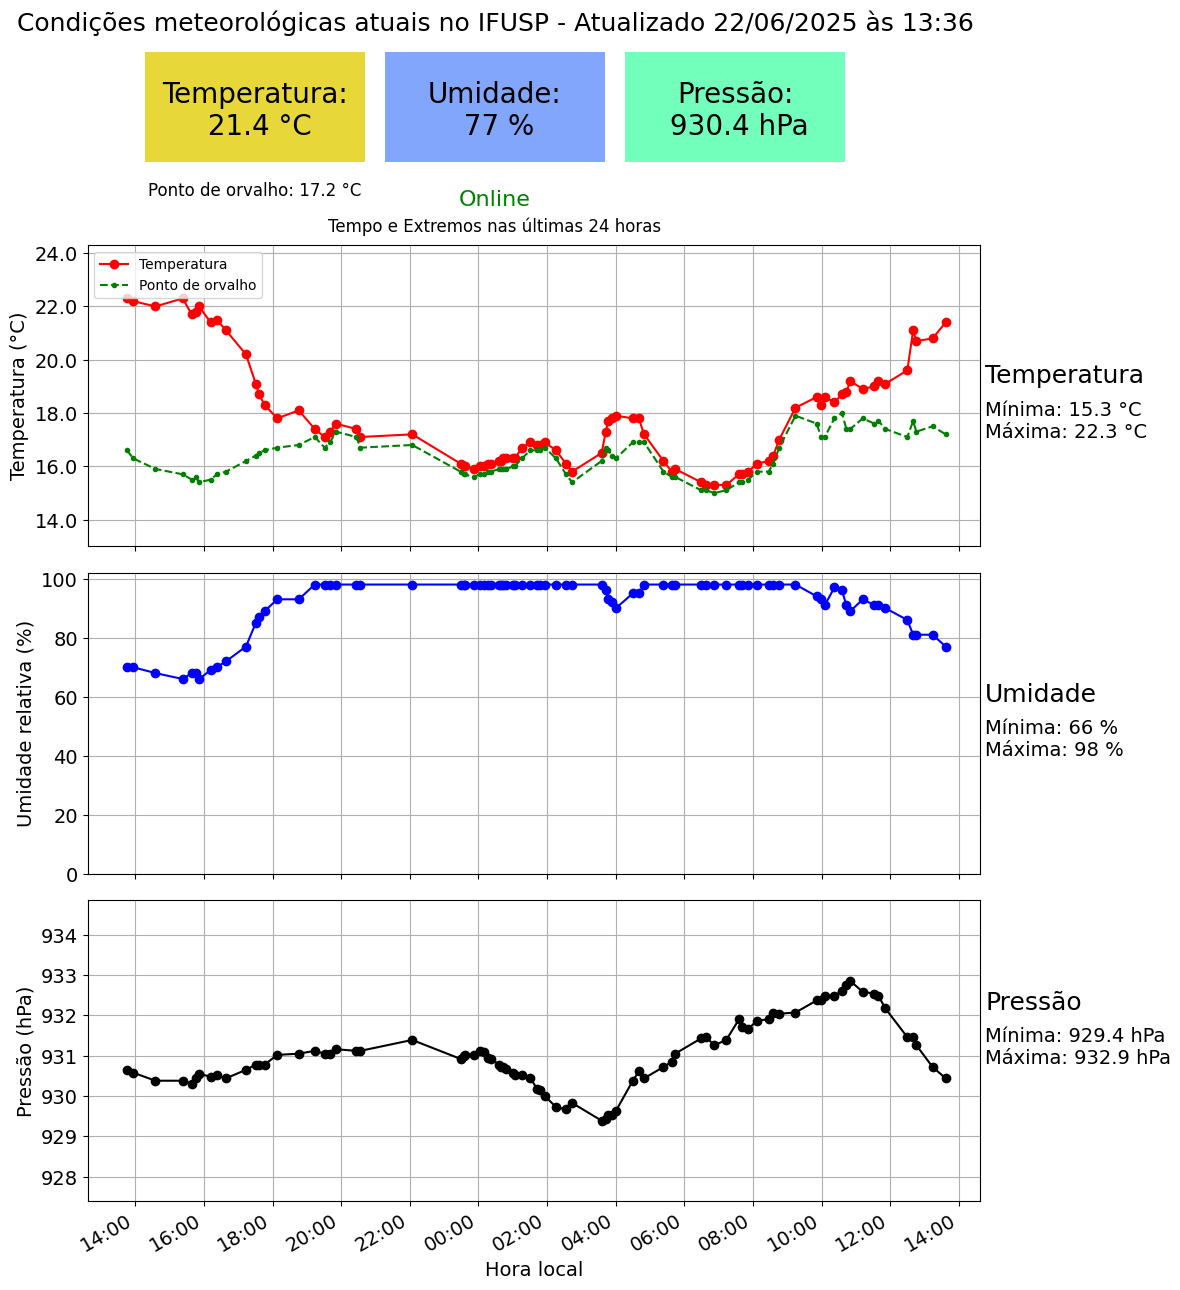 Condições meteorológicas atuais no IFUSP - Atualizado 22/06/2025 às 13:36
Temperatura:
21.4 °C
Umidade:
77 %
Pressão:
930.4 hPa
Ponto de orvalho: 17.2 °C
Online
Tempo e Extremos nas últimas 24 horas
Temperatura
Ponto de orvalho
Temperatura (°C)
24.0
22.0
20.0
18.0
16.0
14.0
Temperatura
Mínima: 15.3 °C
Máxima: 22.3 °C
Umidade relativa (%)
100
80
60
40
20
0
Umidade
Mínima: 66 %
Máxima: 98 %
Pressão (hPa)
934
933
932
931
930
929
928
Pressão
Mínima: 929.4 hPa
Máxima: 932.9 hPa
14:00
16:00
18:00
20:00
22:00
00:00
02:00
04:00
06:00
08:00
10:00
12:00
14:00
Hora local